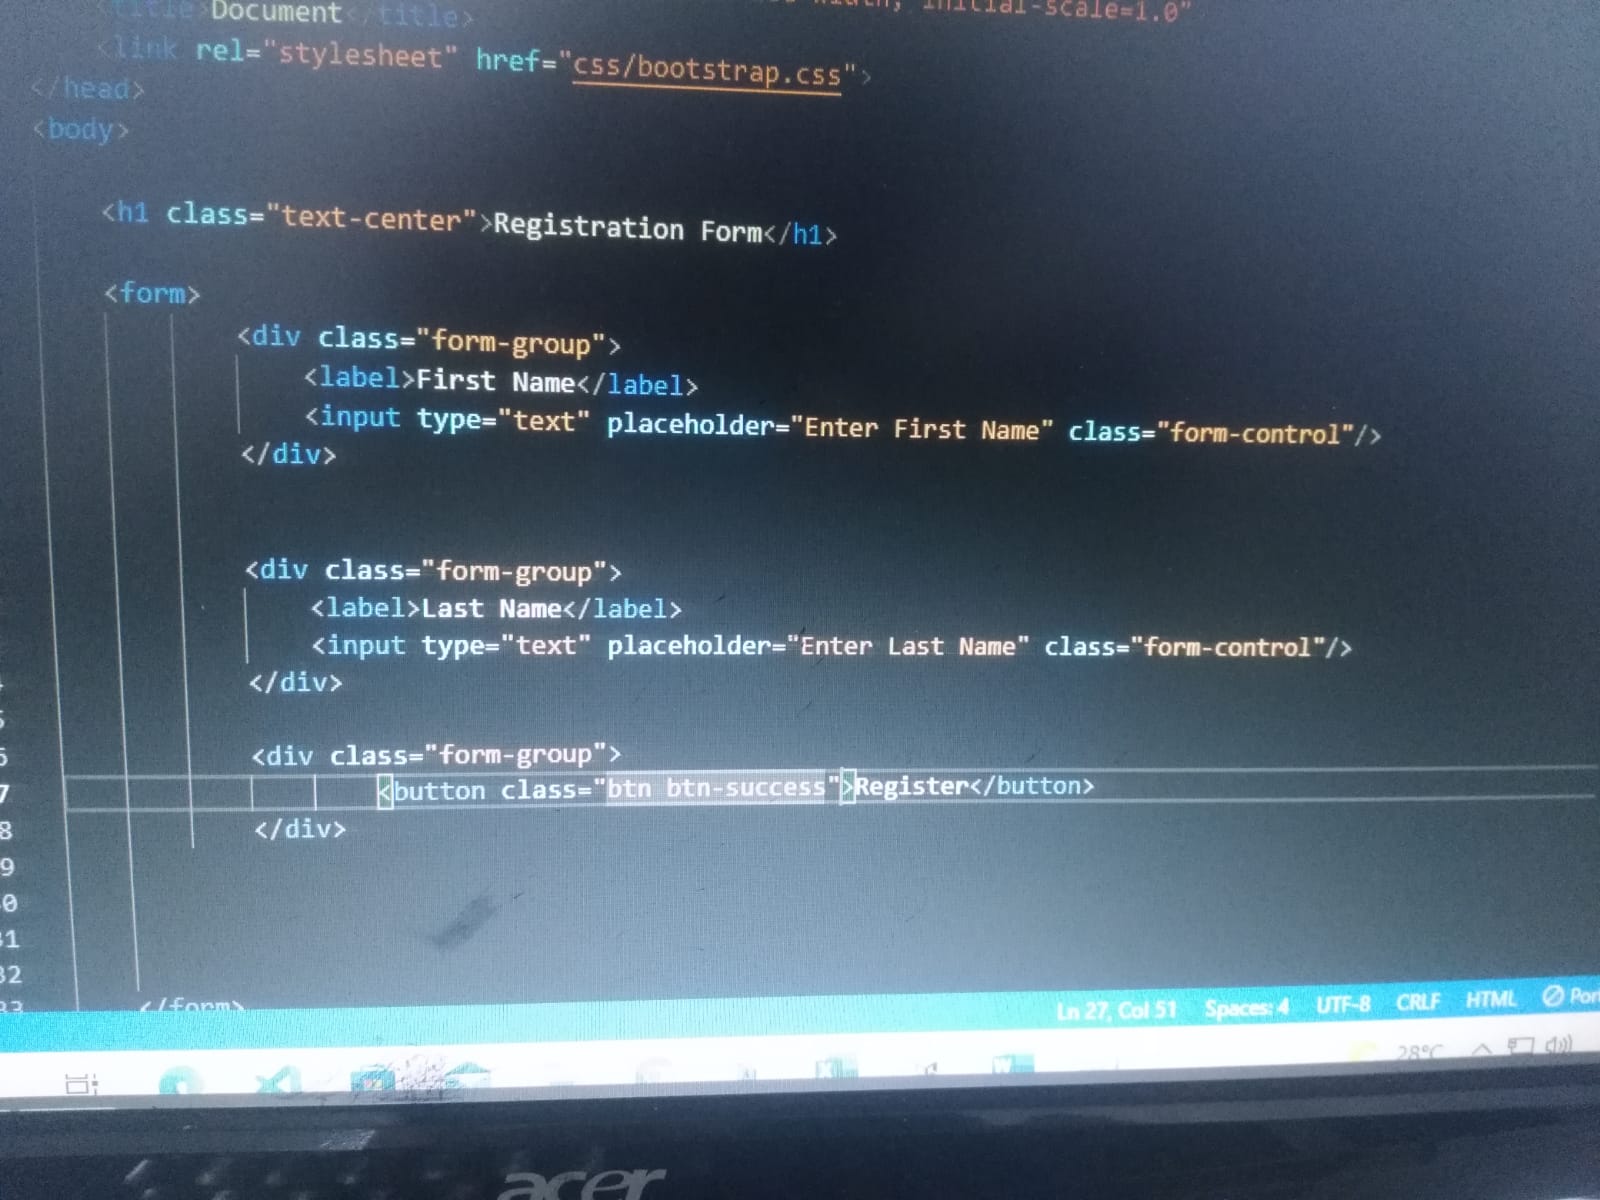 <title>Document</title> initial-scale=1.0"
<link rel="stylesheet" href="css/bootstrap.css">
</head>
<body>
<h1 class="text-center">Registration Form</h1>
<form>
<div class="form-group">
<label>First Name</label>
<input type="text" placeholder="Enter First Name" class="form-control"/>
</div>
<div class="form-group">
<label>Last Name</label>
<input type="text" placeholder="Enter Last Name" class="form-control"/>
</div>
<div class="form-group">
7 <button class="btn btn-success">Register</button>
8 </div>
9
0
31
32
33 </form>
Ln 27, Col 51 Spaces: 4 UTF-8 CRLF HTML Port
28°C
acer